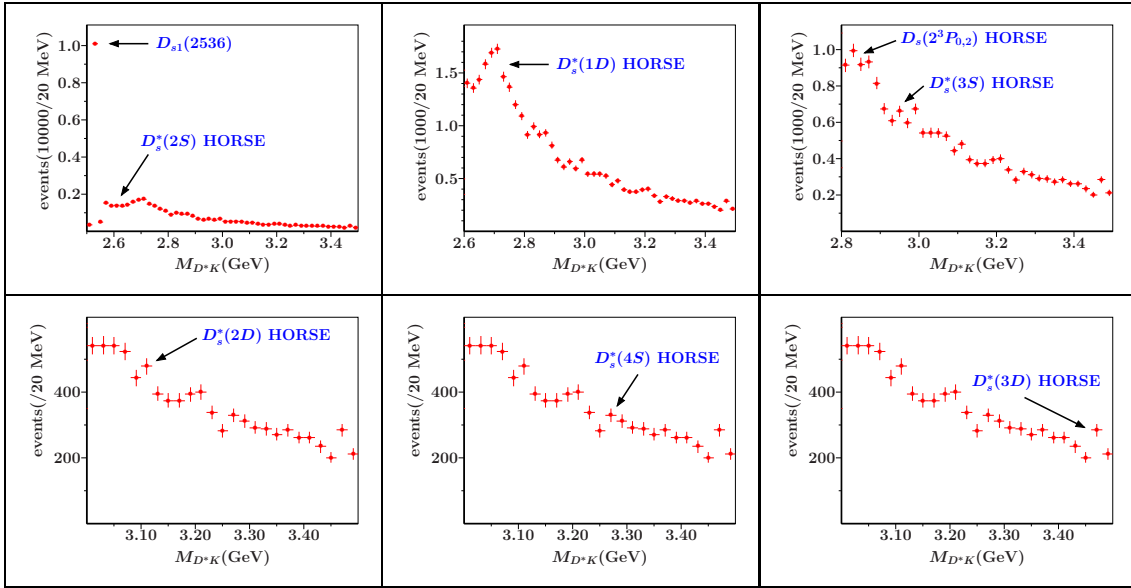 events(10000/20 MeV)
1.0
0.8
0.6
0.4
0.2
D_{s1}(2536)
D_s^*(2S) HORSE
2.6 2.8 3.0 3.2 3.4
M_{D*K}(GeV)
events(1000/20 MeV)
1.5
1.0
0.5
D_s^*(1D) HORSE
2.6 2.8 3.0 3.2 3.4
M_{D*K}(GeV)
events(1000/20 MeV)
1.0
0.8
0.6
0.4
0.2
D_s(2^3P_{0,2}) HORSE
D_s^*(3S) HORSE
2.8 3.0 3.2 3.4
M_{D*K}(GeV)
events(/20 MeV)
400
200
D_s^*(2D) HORSE
3.10 3.20 3.30 3.40
M_{D*K}(GeV)
events(/20 MeV)
400
200
D_s^*(4S) HORSE
3.10 3.20 3.30 3.40
M_{D*K}(GeV)
events(/20 MeV)
400
200
D_s^*(3D) HORSE
3.10 3.20 3.30 3.40
M_{D*K}(GeV)